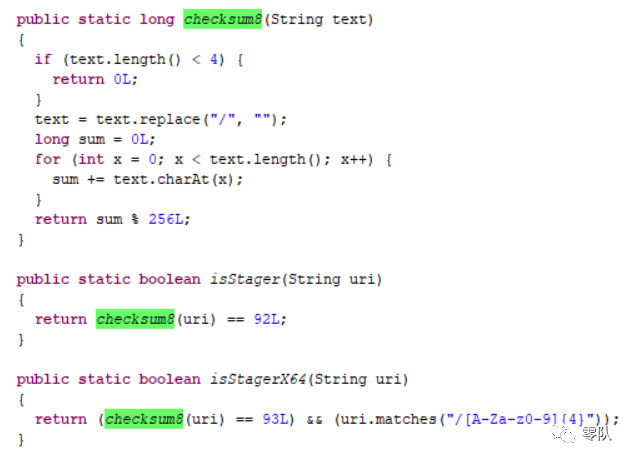 public static long checksum8(String text)
{
  if (text.length() < 4) {
    return 0L;
  }
  text = text.replace("/", "");
  long sum = 0L;
  for (int x = 0; x < text.length(); x++) {
    sum += text.charAt(x);
  }
  return sum % 256L;
}

public static boolean isStager(String uri)
{
  return checksum8(uri) == 92L;
}

public static boolean isStagerX64(String uri)
{
  return (checksum8(uri) == 93L) && (uri.matches("/[A-Za-z0-9]{4}"));
}
零队